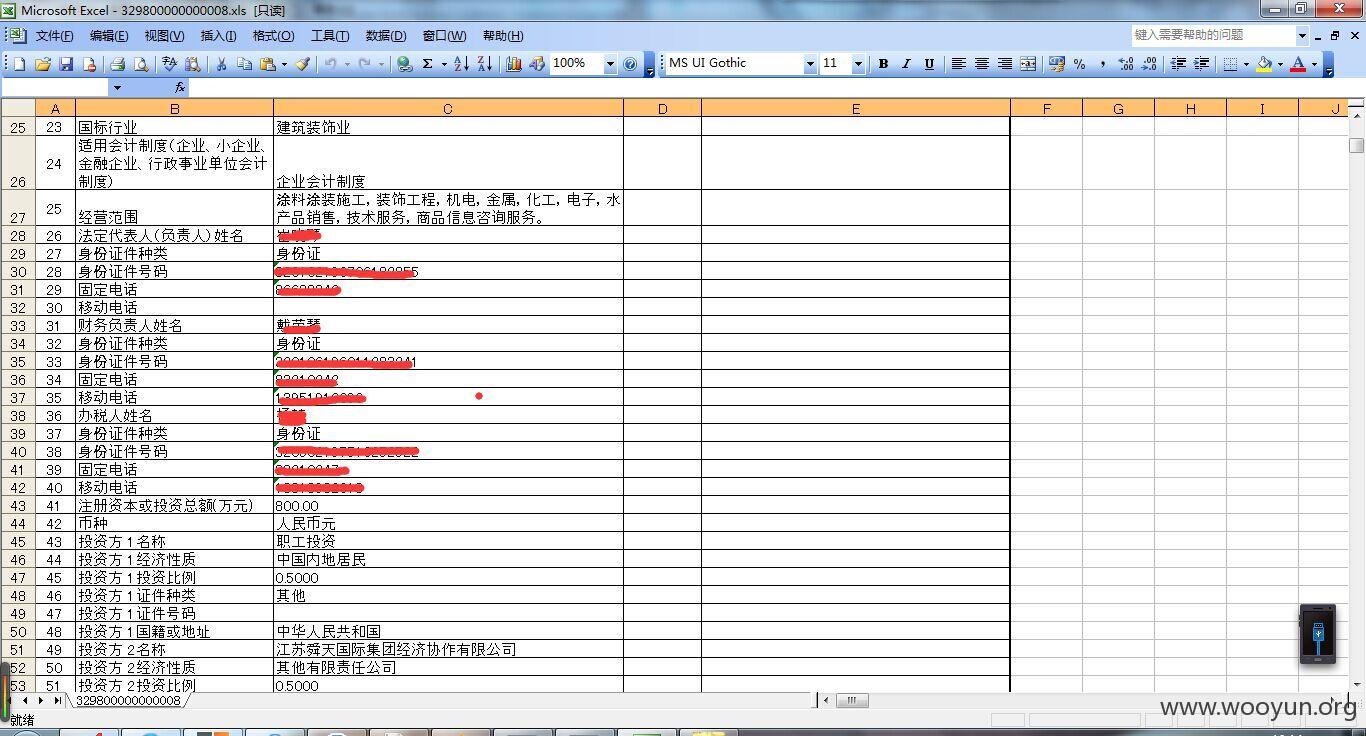 Microsoft Excel - 329800000000008.xls [只读]
文件(F) 编辑(E) 视图(V) 插入(I) 格式(O) 工具(T) 数据(D) 窗口(W) 帮助(H) 键入需要帮助的问题
100% MS UI Gothic 11 B I U
fx
A B C D E F G H I J
25 23 国标行业 建筑装饰业
适用会计制度(企业、小企业、
24 金融企业、行政事业单位会计
26 制度) 企业会计制度
25 涂料涂装施工，装饰工程，机电，金属，化工，电子，水
27 经营范围 产品销售，技术服务，商品信息咨询服务。
28 26 法定代表人(负责人)姓名
29 27 身份证件种类 身份证
30 28 身份证件号码
31 29 固定电话
32 30 移动电话
33 31 财务负责人姓名
34 32 身份证件种类 身份证
35 33 身份证件号码
36 34 固定电话
37 35 移动电话
38 36 办税人姓名
39 37 身份证件种类 身份证
40 38 身份证件号码
41 39 固定电话
42 40 移动电话
43 41 注册资本或投资总额(万元) 800.00
44 42 币种 人民币元
45 43 投资方1名称 职工投资
46 44 投资方1经济性质 中国内地居民
47 45 投资方1投资比例 0.5000
48 46 投资方1证件种类 其他
49 47 投资方1证件号码
50 48 投资方1国籍或地址 中华人民共和国
51 49 投资方2名称 江苏舜天国际集团经济协作有限公司
52 50 投资方2经济性质 其他有限责任公司
53 51 投资方2投资比例 0.5000
329800000000008
就绪
www.wooyun.org